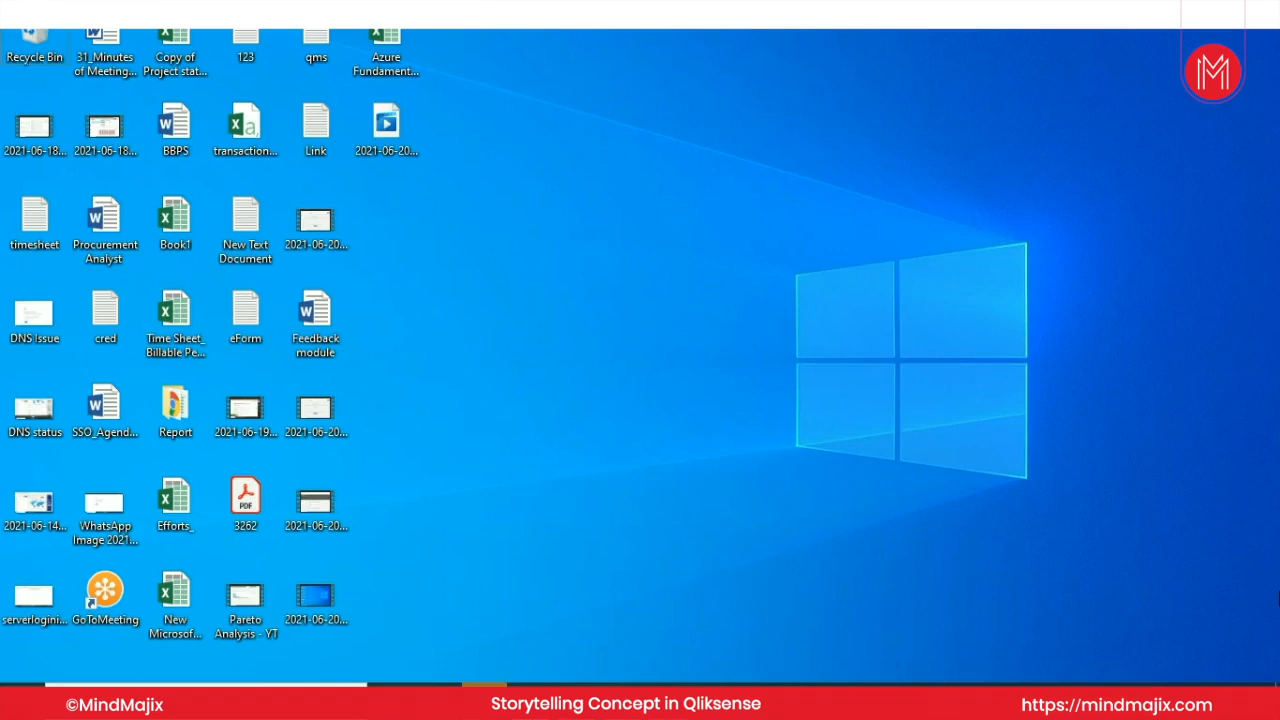 Recycle Bin
31_Minutes
of Meeting...
Copy of
Project stat...
123
qms
Azure
Fundament...
2021-06-18...
2021-06-18...
BBPS
transaction...
Link
2021-06-20...
timesheet
Procurement
Analyst
Book1
New Text
Document
2021-06-20...
DNS Issue
cred
Time Sheet_
Billable Pe...
eForm
Feedback
module
DNS status
SSO_Agend...
Report
2021-06-19...
2021-06-20...
2021-06-14...
WhatsApp
Image 2021...
Efforts_
PDF
3262
2021-06-20...
serverlogini...
GoToMeeting
New
Microsof...
Pareto
Analysis - YT
2021-06-20...
©MindMajix
Storytelling Concept in Qliksense
https://mindmajix.com